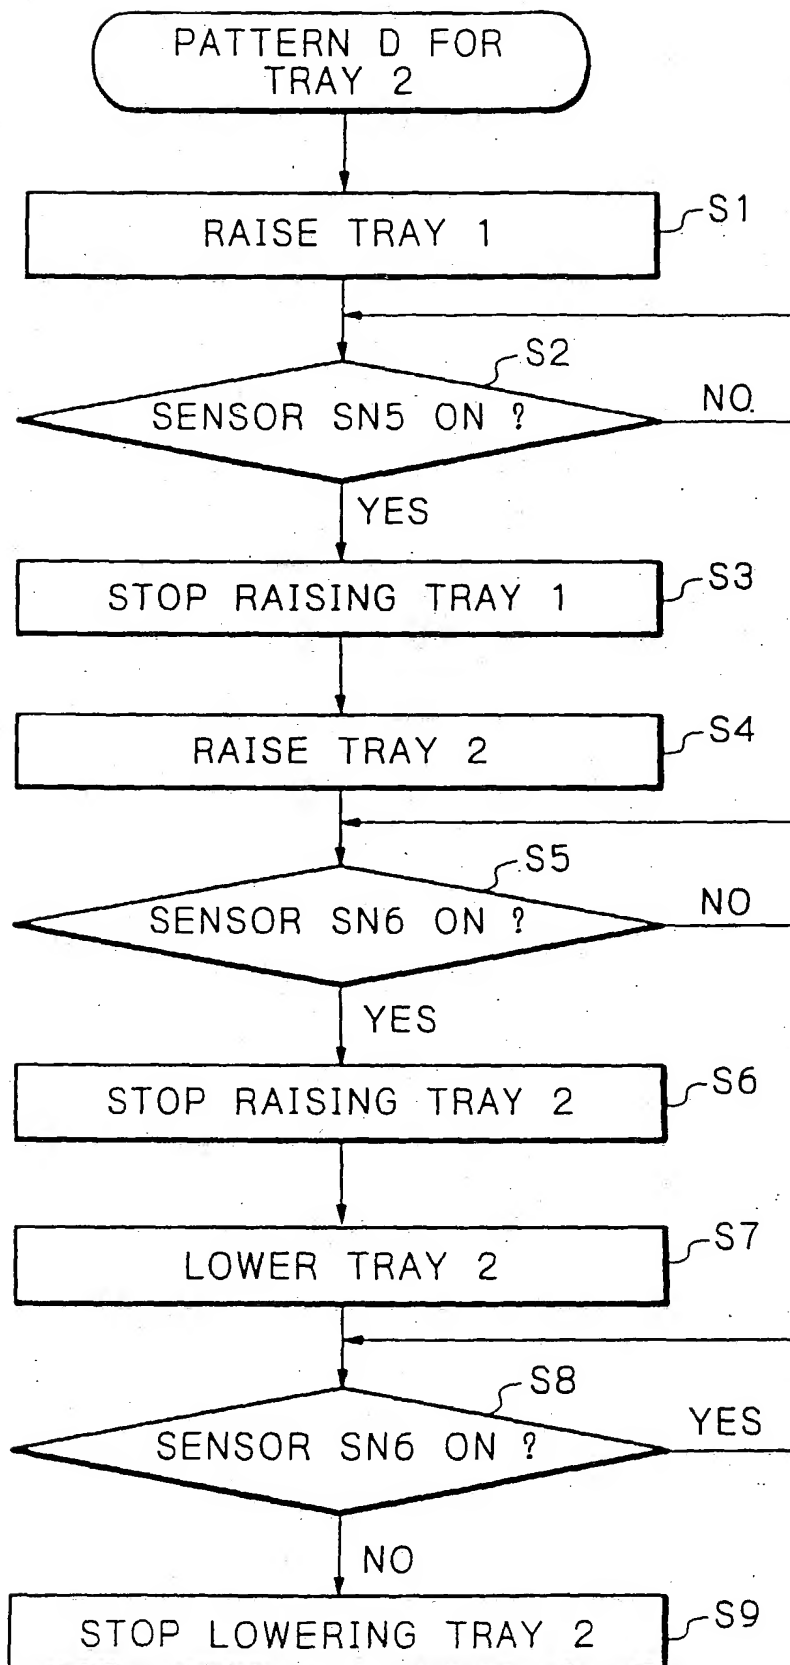 PATTERN D FOR
TRAY 2
RAISE TRAY 1
S1
S2
SENSOR SN5 ON ?
NO
YES
STOP RAISING TRAY 1
S3
RAISE TRAY 2
S4
S5
SENSOR SN6 ON ?
NO
YES
STOP RAISING TRAY 2
S6
LOWER TRAY 2
S7
S8
SENSOR SN6 ON ?
YES
NO
STOP LOWERING TRAY 2
S9